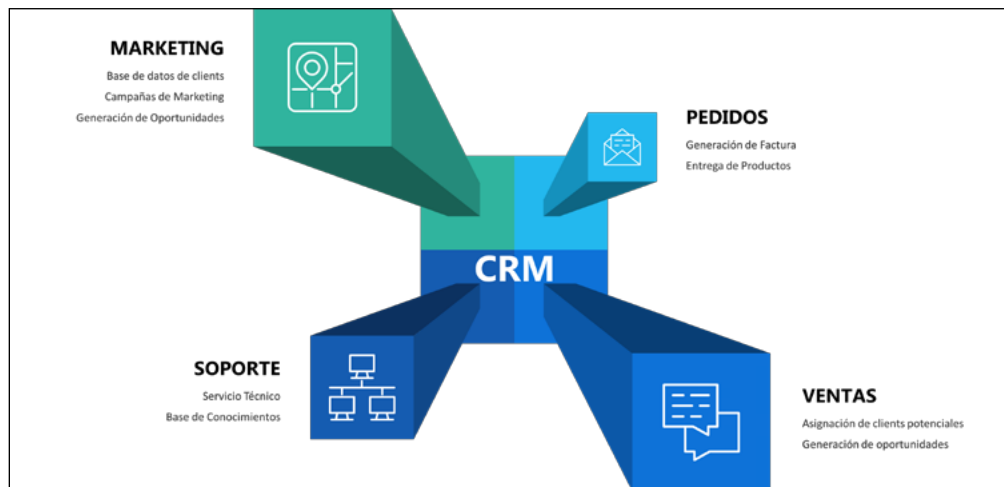 MARKETING
Base de datos de clients
Campañas de Marketing
Generación de Oportunidades
PEDIDOS
Generación de Factura
Entrega de Productos
CRM
SOPORTE
Servicio Técnico
Base de Conocimientos
VENTAS
Asignación de clients potenciales
Generación de oportunidades